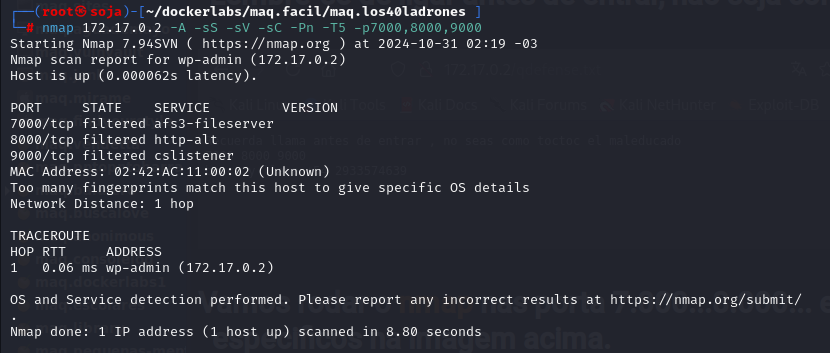 ┌──(root㉿soja)-[~/dockerlabs/maq.facil/maq.los40ladrones ]
└─# nmap 172.17.0.2 -A -sS -sV -sC -Pn -T5 -p7000,8000,9000
Starting Nmap 7.94SVN ( https://nmap.org ) at 2024-10-31 02:19 -03
Nmap scan report for wp-admin (172.17.0.2)
Host is up (0.000062s latency).

PORT     STATE    SERVICE         VERSION
7000/tcp filtered afs3-fileserver
8000/tcp filtered http-alt
9000/tcp filtered cslistener
MAC Address: 02:42:AC:11:00:02 (Unknown)
Too many fingerprints match this host to give specific OS details
Network Distance: 1 hop

TRACEROUTE
HOP RTT     ADDRESS
1   0.06 ms wp-admin (172.17.0.2)

OS and Service detection performed. Please report any incorrect results at https://nmap.org/submit/
.
Nmap done: 1 IP address (1 host up) scanned in 8.80 seconds